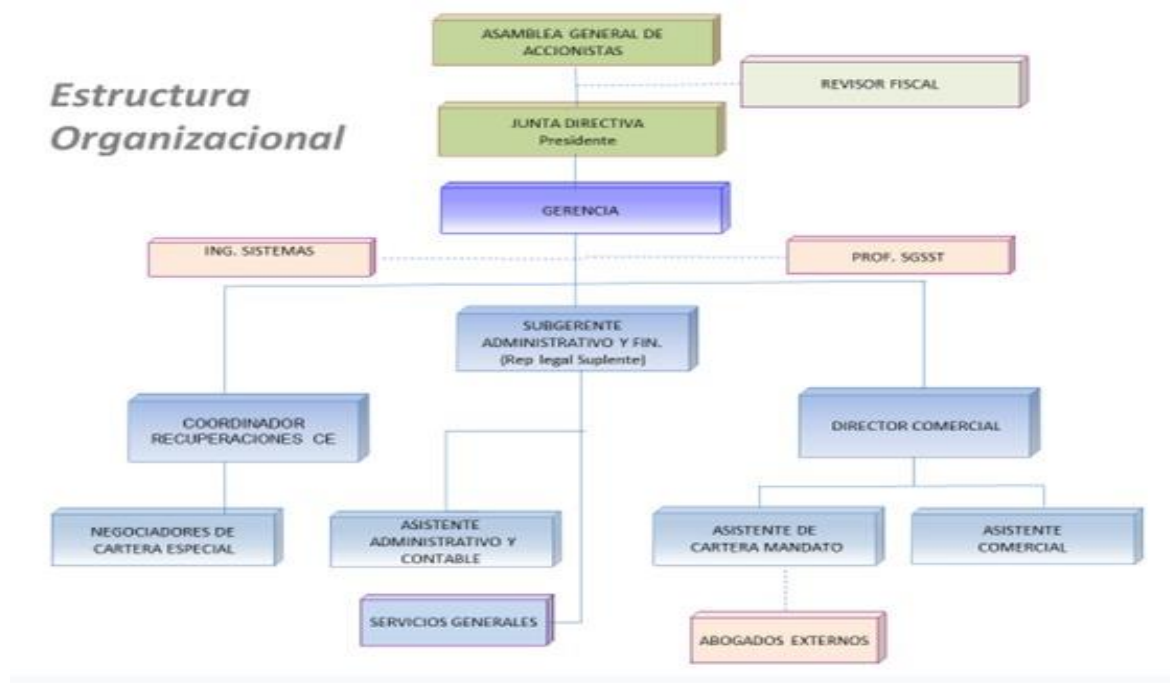 ASAMBLEA GENERAL DE
ACCIONISTAS
REVISOR FISCAL
Estructura
Organizacional
JUNTA DIRECTIVA
Presidente
GERENCIA
ING. SISTEMAS
PROF. SGSST
SUBGERENTE
ADMINISTRATIVO Y FIN.
(Rep legal Suplente)
COORDINADOR
RECUPERACIONES CE
DIRECTOR COMERCIAL
NEGOCIADORES DE
CARTERA ESPECIAL
ASISTENTE
ADMINISTRATIVO Y
CONTABLE
ASISTENTE DE
CARTERA MANDATO
ASISTENTE
COMERCIAL
SERVICIOS GENERALES
ABOGADOS EXTERNOS